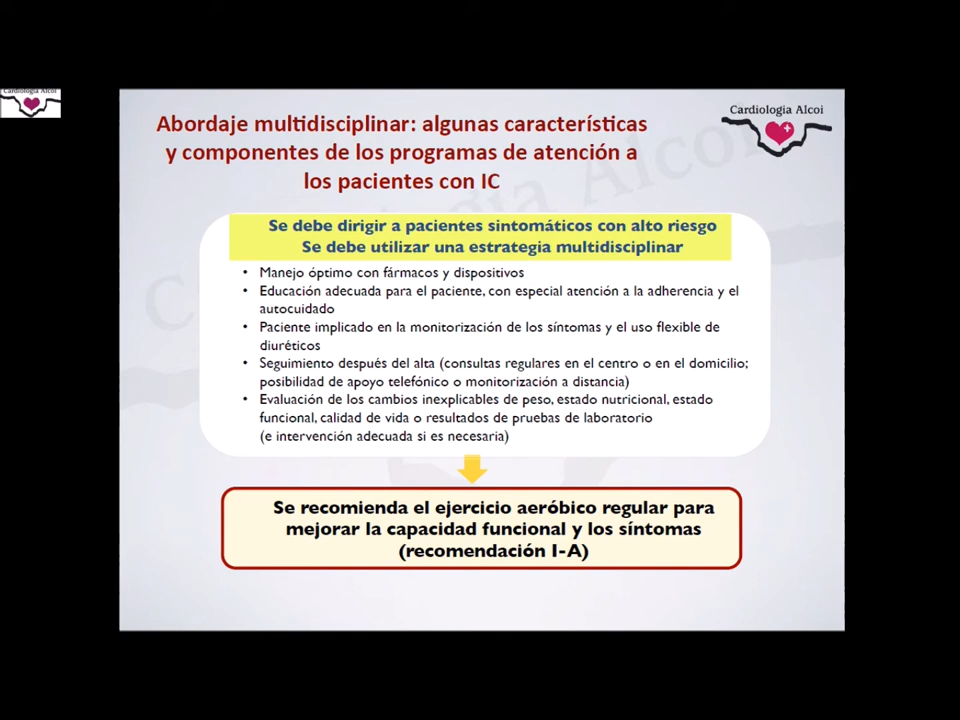 Cardiologia Alcoi
Cardiologia Alcoi
Abordaje multidisciplinar: algunas características
y componentes de los programas de atención a
los pacientes con IC
Se debe dirigir a pacientes sintomáticos con alto riesgo
Se debe utilizar una estrategia multidisciplinar
• Manejo óptimo con fármacos y dispositivos
• Educación adecuada para el paciente, con especial atención a la adherencia y el
autocuidado
• Paciente implicado en la monitorización de los síntomas y el uso flexible de
diuréticos
• Seguimiento después del alta (consultas regulares en el centro o en el domicilio;
posibilidad de apoyo telefónico o monitorización a distancia)
• Evaluación de los cambios inexplicables de peso, estado nutricional, estado
funcional, calidad de vida o resultados de pruebas de laboratorio
(e intervención adecuada si es necesaria)
Se recomienda el ejercicio aeróbico regular para
mejorar la capacidad funcional y los síntomas
(recomendación I-A)